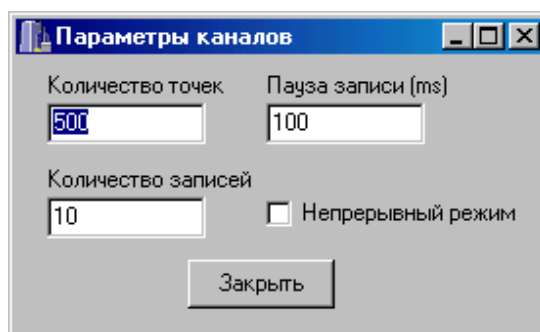 Параметры каналов
Количество точек Пауза записи (ms)
500 100
Количество записей
10 Непрерывный режим
Закрыть